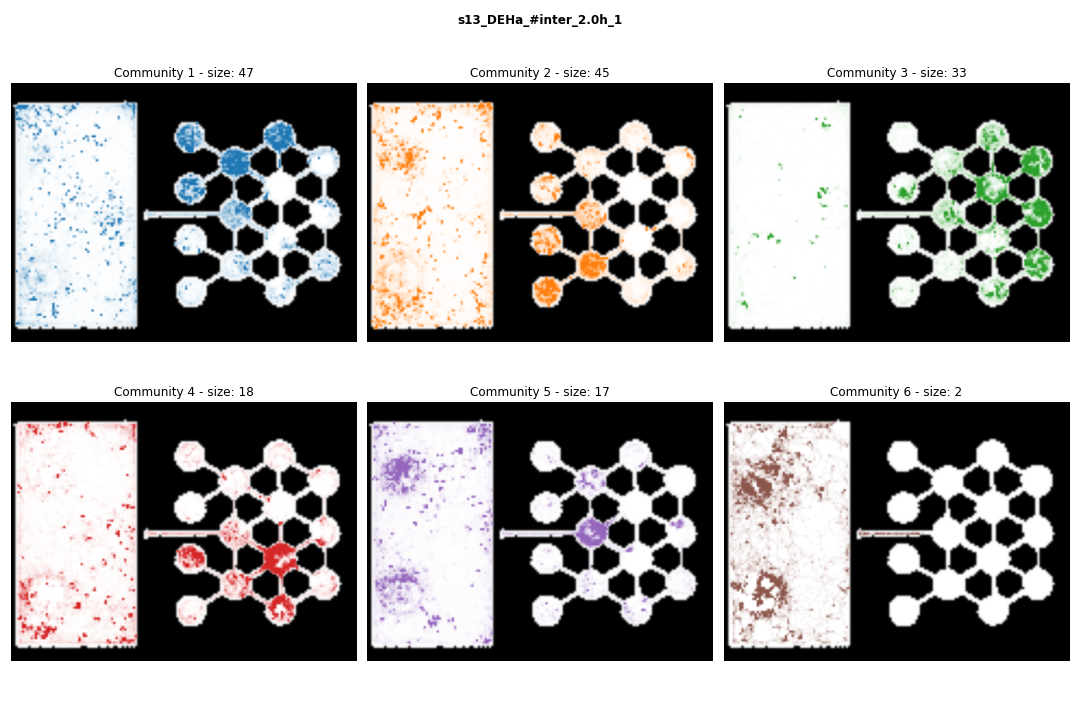 s13_DEHa_#inter_2.0h_1
Community 1 - size: 47
Community 2 - size: 45
Community 3 - size: 33
Community 4 - size: 18
Community 5 - size: 17
Community 6 - size: 2